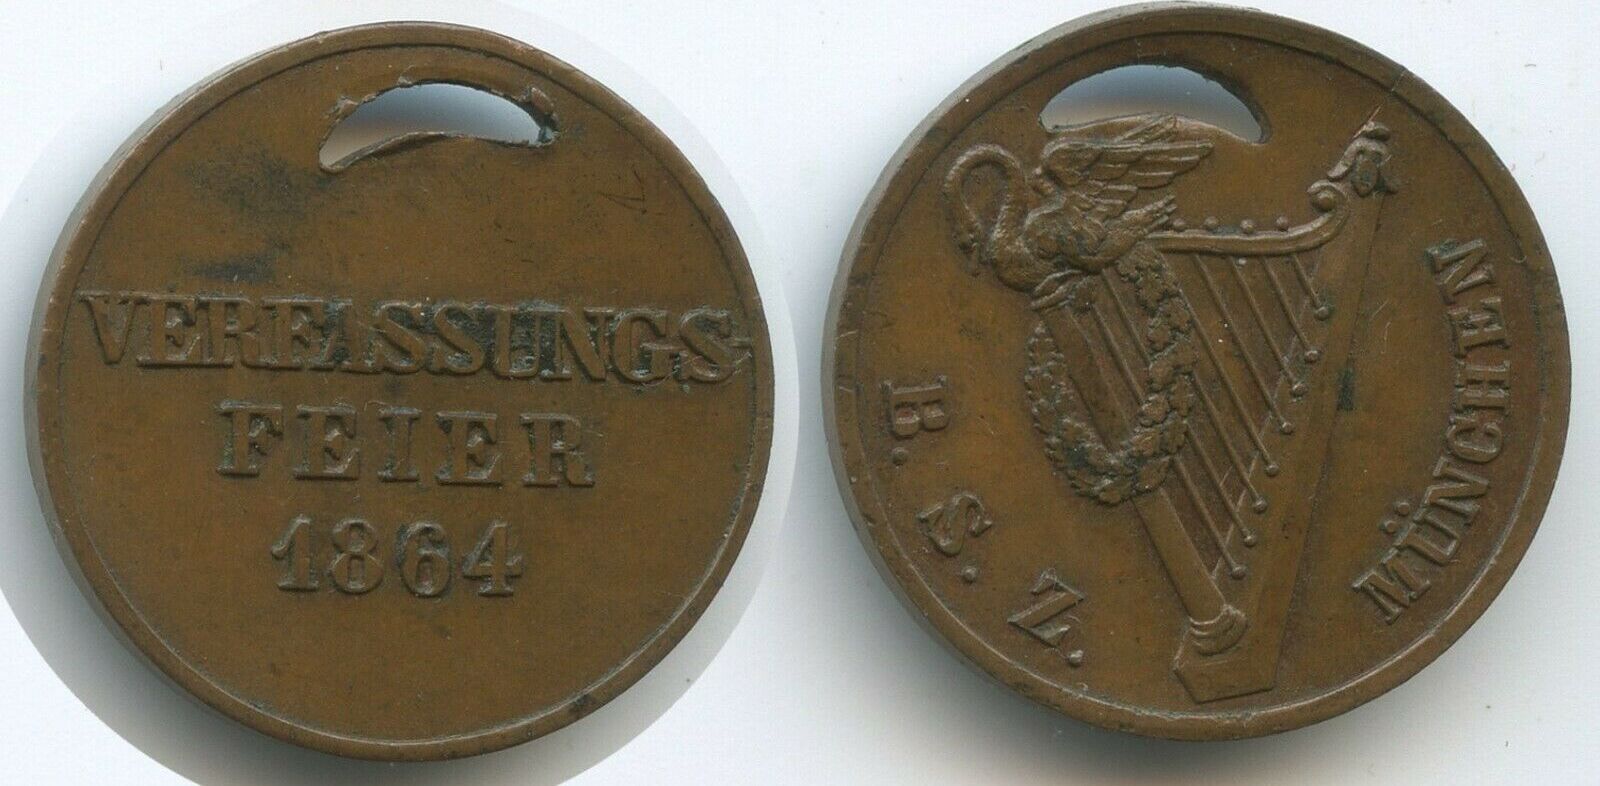 VERFASSUNGS-
FEIER
1864
B. S. Z. MÜNCHEN